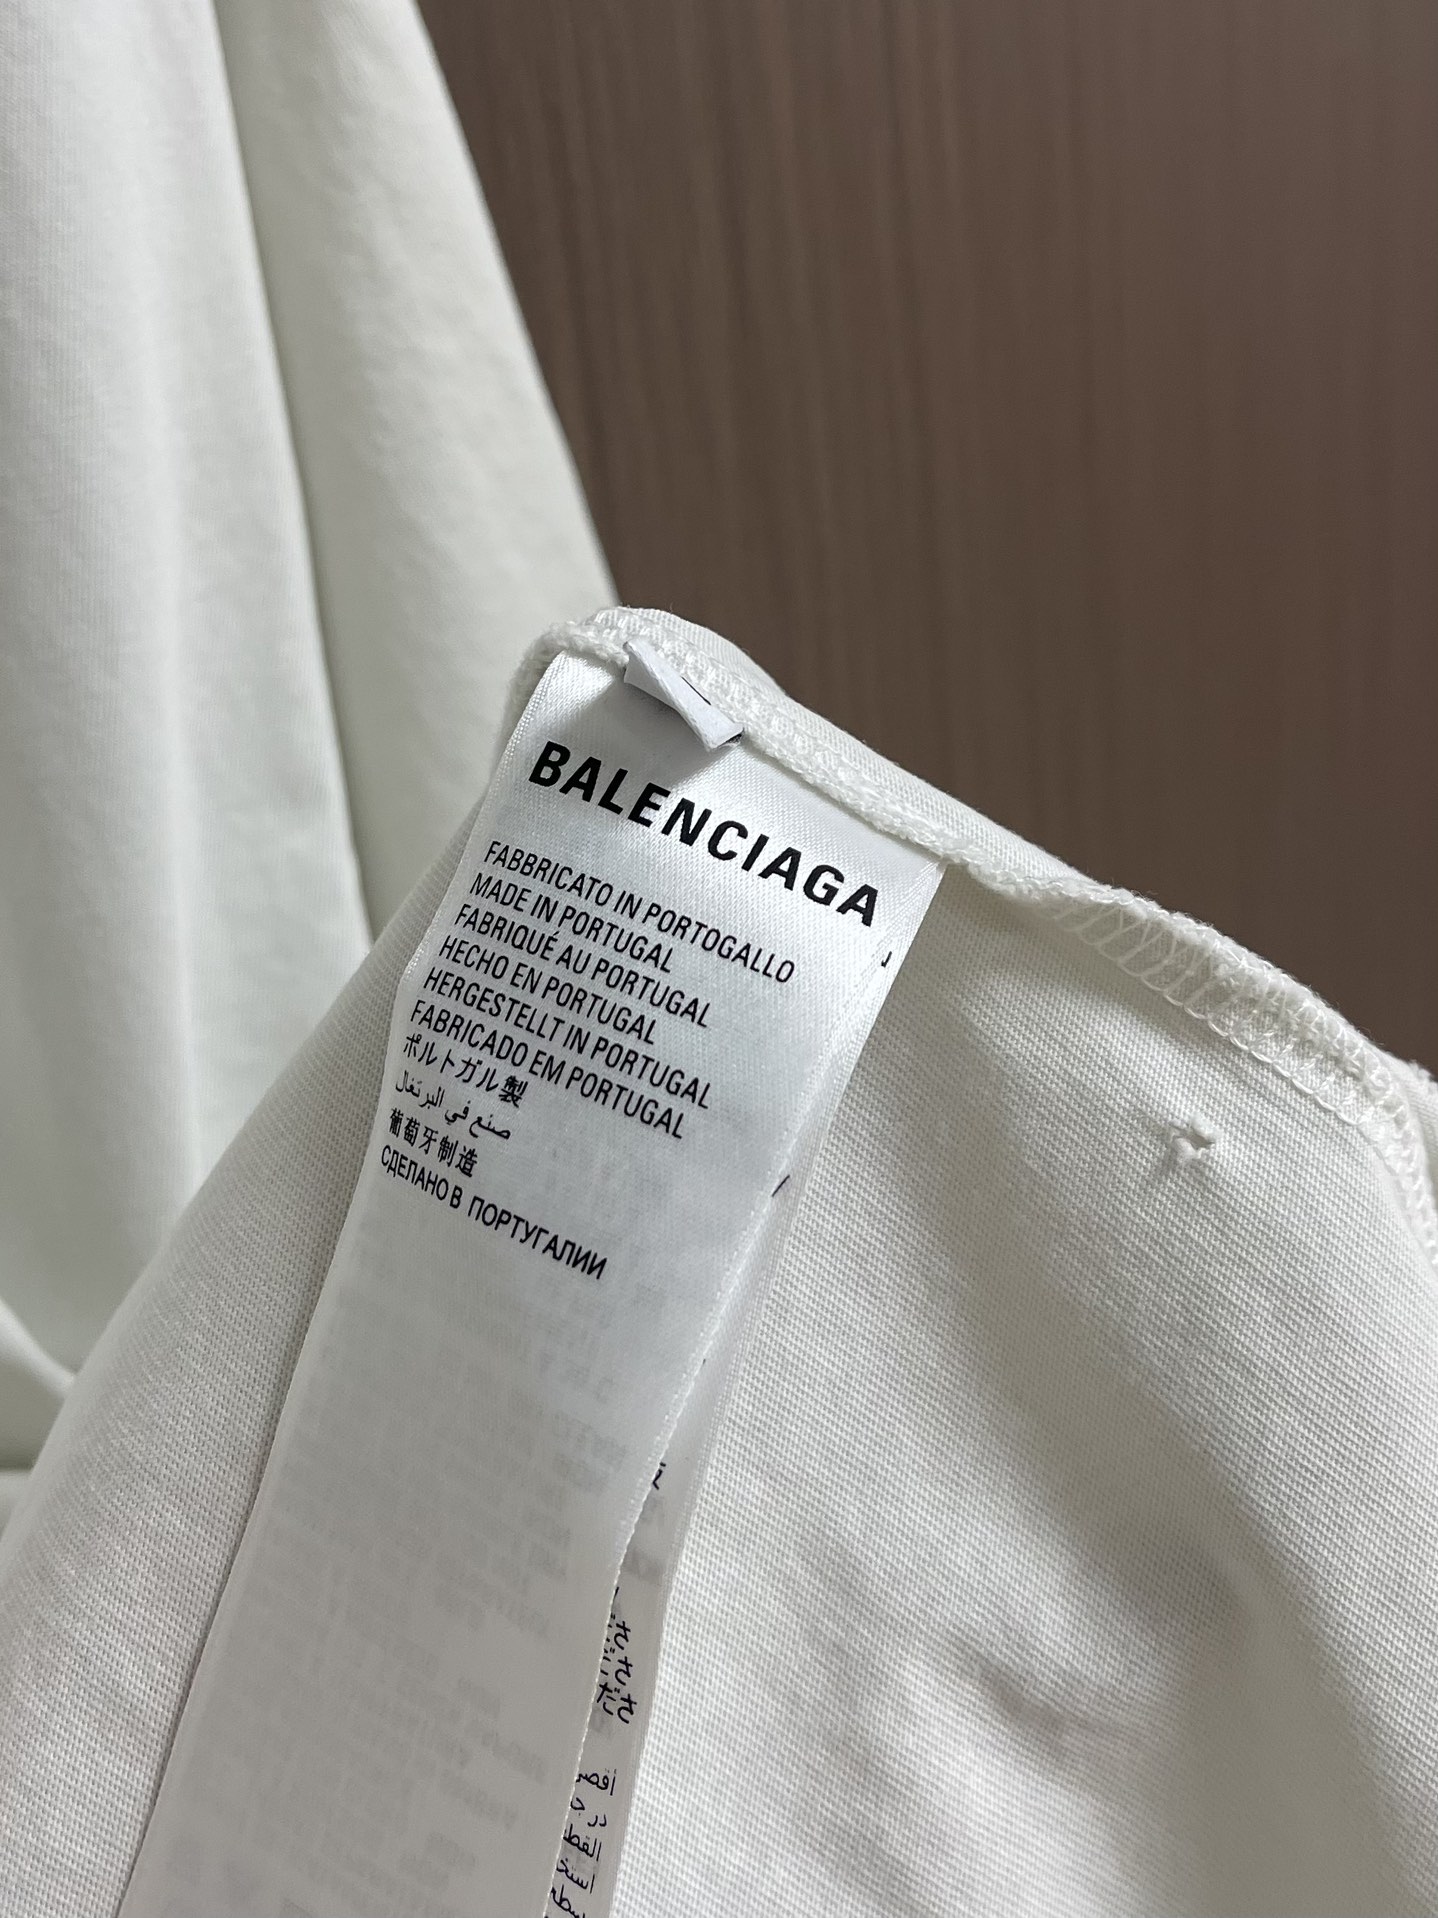 BALENCIAGA
FABBRICATO IN PORTOGALLO
MADE IN PORTUGAL
FABRIQUÉ AU PORTUGAL
HECHO EN PORTUGAL
HERGESTELLT IN PORTUGAL
FABRICADO EM PORTUGAL
ポルトガル製
صنع في البرتغال
葡萄牙制造
СДЕЛАНО В ПОРТУГАЛИИ